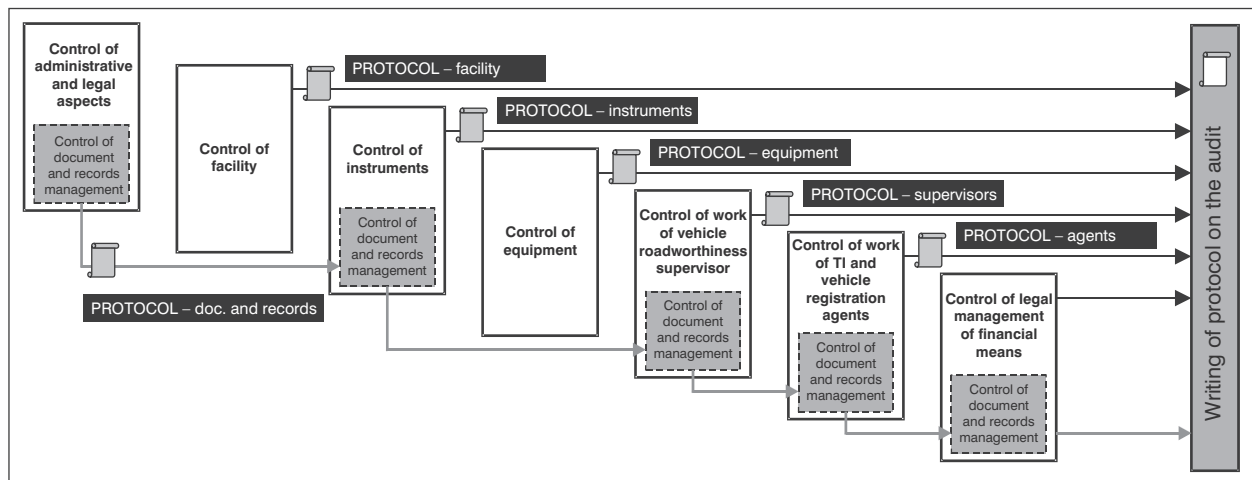 Control of
administrative
and legal
aspects
Control of
document
and records
management
PROTOCOL – doc. and records
Control of
facility
PROTOCOL – facility
Control of
instruments
Control of
document
and records
management
PROTOCOL – instruments
Control of
equipment
PROTOCOL – equipment
Control of work
of vehicle
roadworthiness
supervisor
Control of
document
and records
management
PROTOCOL – supervisors
Control of work
of TI and
vehicle
registration
agents
Control of
document
and records
management
PROTOCOL – agents
Control of legal
management
of financial
means
Control of
document
and records
management
Writing of protocol on the audit